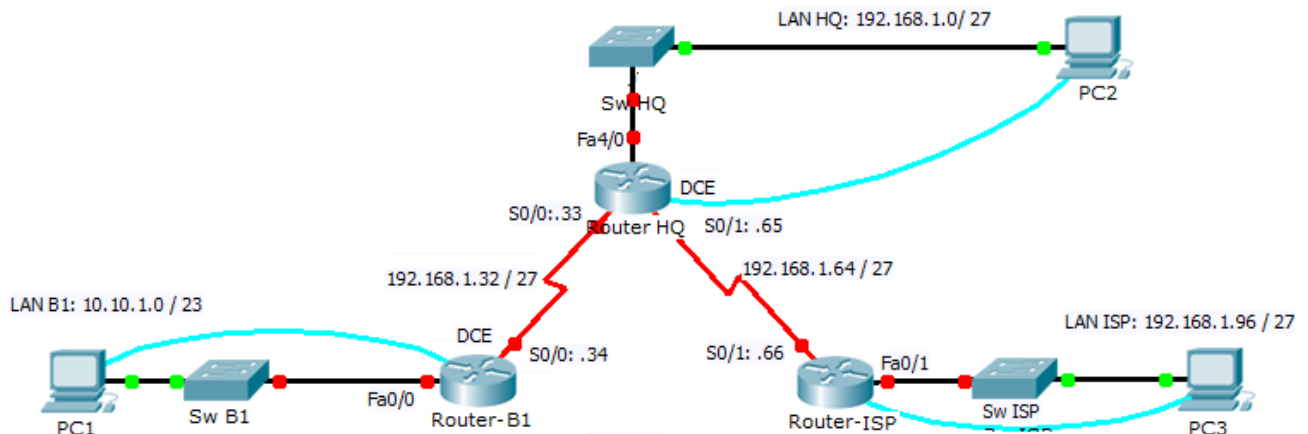 LAN HQ: 192.168.1.0/ 27
PC2
Sw HQ
Fa4/0
DCE
S0/0:.33
Router HQ
S0/1: .65
192.168.1.32 / 27
192.168.1.64 / 27
LAN B1: 10.10.1.0 / 23
DCE
LAN ISP: 192.168.1.96 / 27
S0/0: .34
S0/1: .66
Fa0/1
Fa0/0
Sw B1
Router-B1
PC1
Router-ISP
Sw ISP
PC3